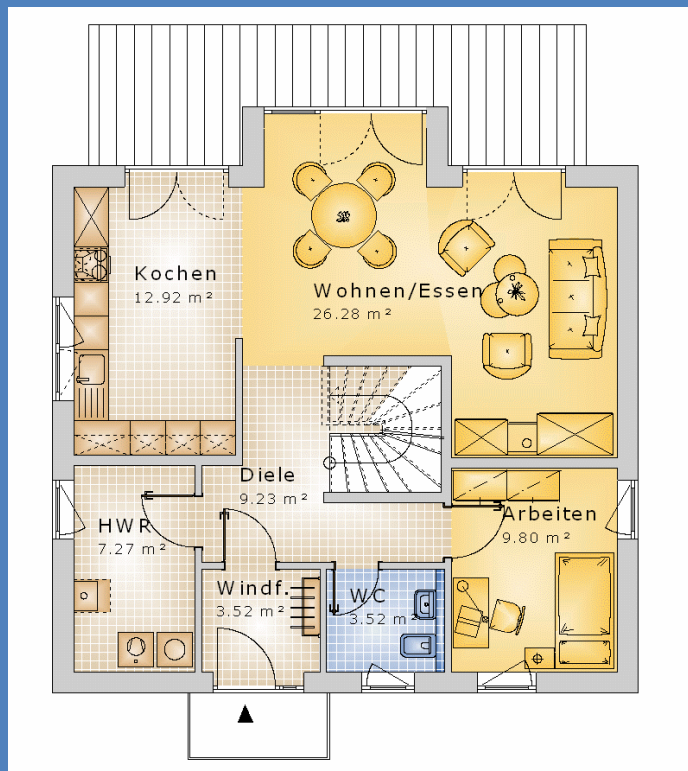 Kochen
12.92 m²
Wohnen/Essen
26.28 m²
Diele
9.23 m²
HWR
7.27 m²
Arbeiten
9.80 m²
Windf.
3.52 m²
WC
3.52 m²